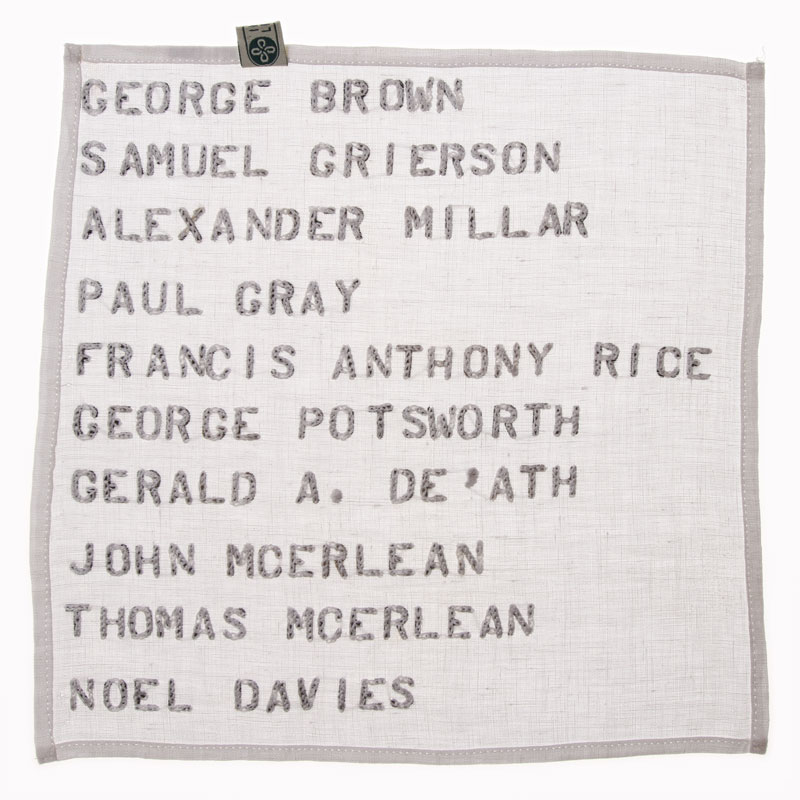 GEORGE BROWN
SAMUEL GRIERSON
ALEXANDER MILLAR
PAUL GRAY
FRANCIS ANTHONY RICE
GEORGE POTSWORTH
GERALD A. DE'ATH
JOHN MCERLEAN
THOMAS MCERLEAN
NOEL DAVIES